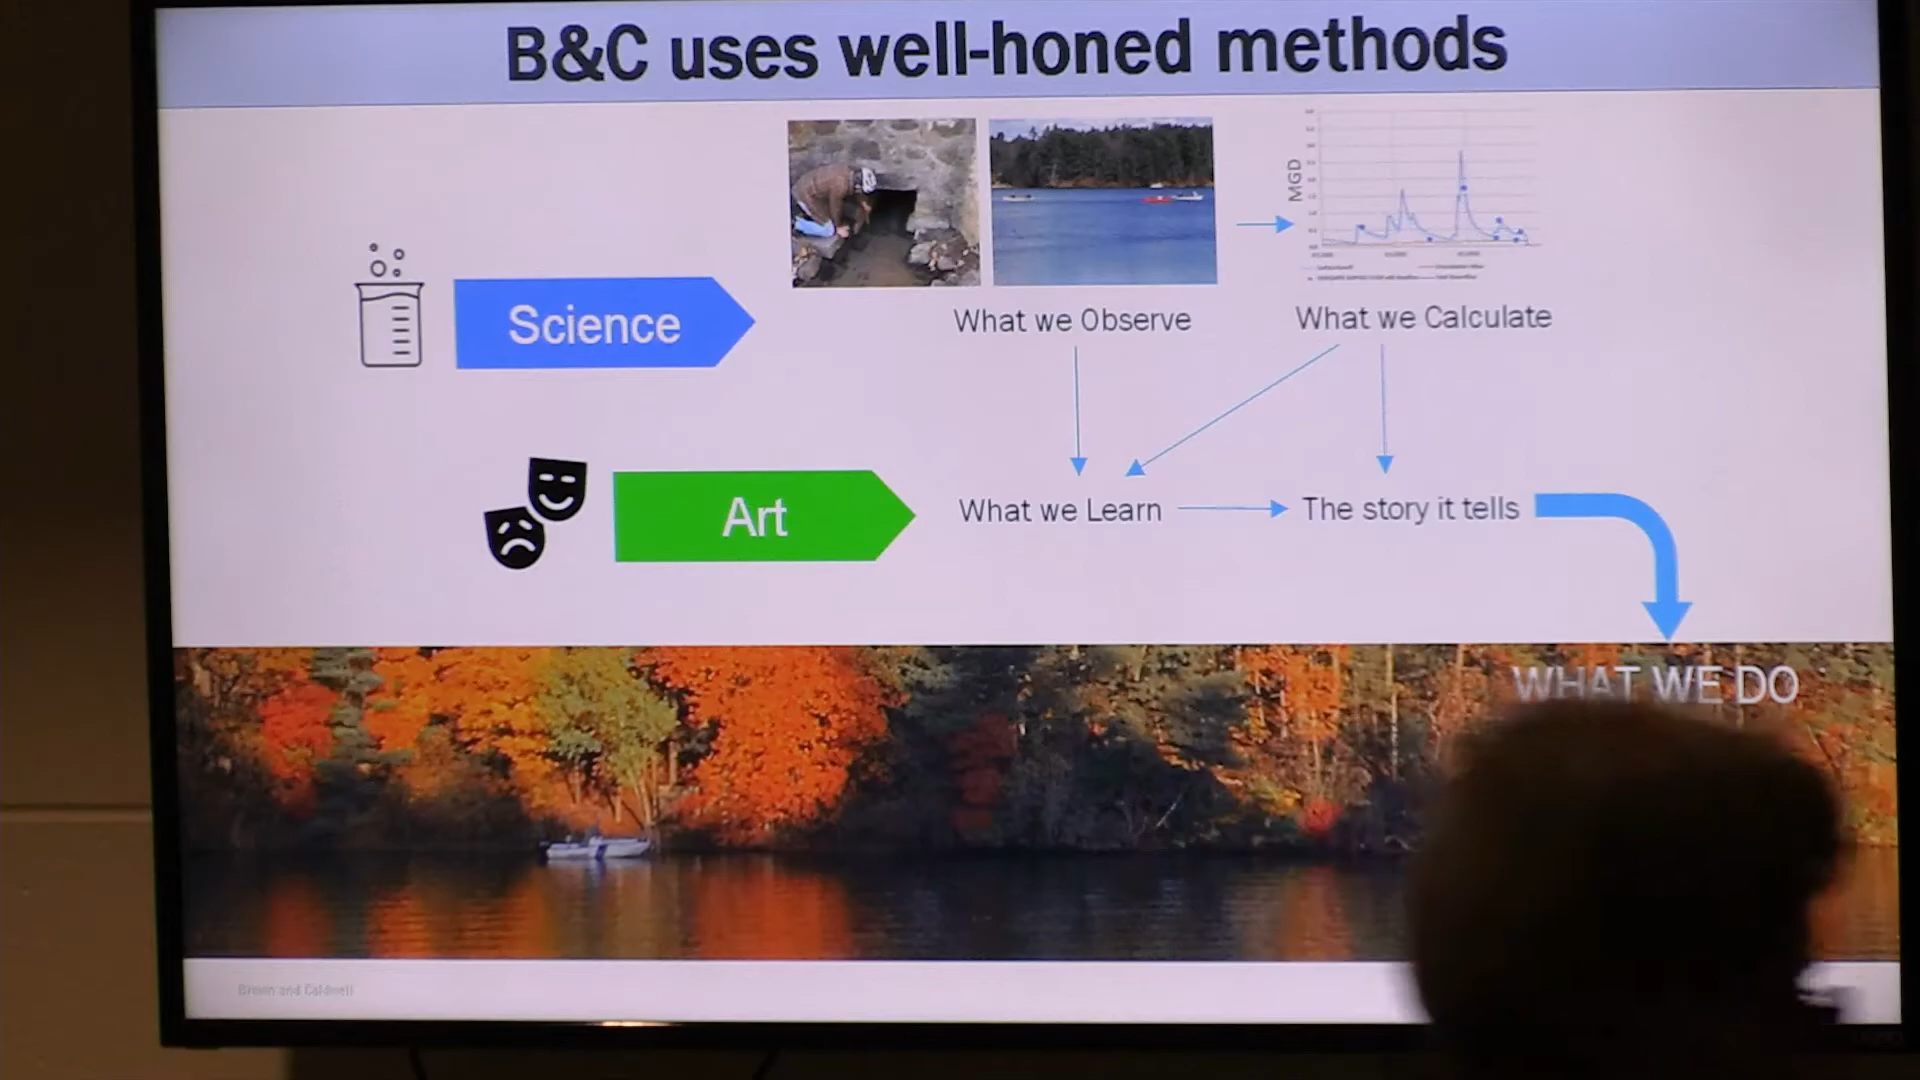 B&C uses well-honed methods
MGD
Science
What we Observe
What we Calculate
Art
What we Learn
The story it tells
WHAT WE DO
Brown and Caldwell